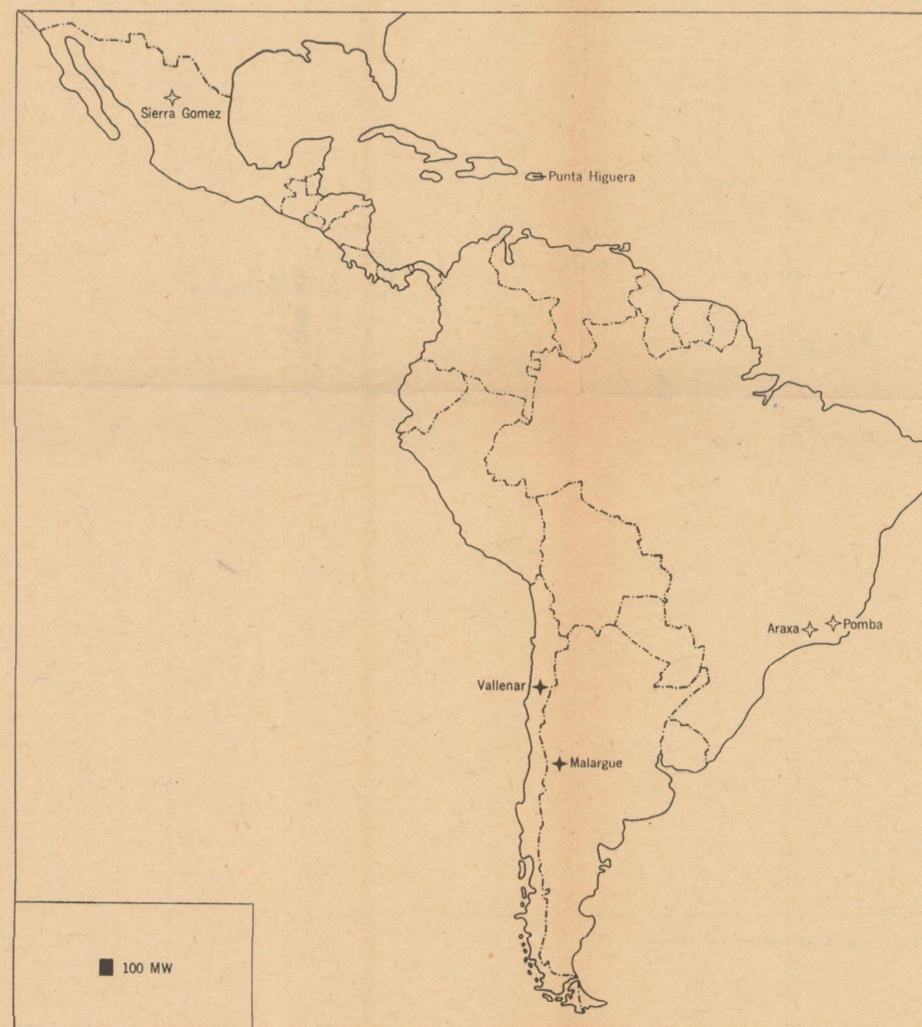 Sierra Gomez
Punta Higuera
Araxa
Pomba
Vallenar
Malargue
100 MW